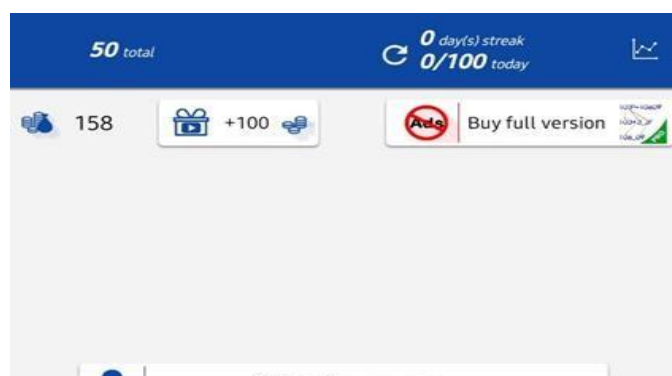 50 total
0 day(s) streak
0/100 today
158
+100
Ads
Buy full version